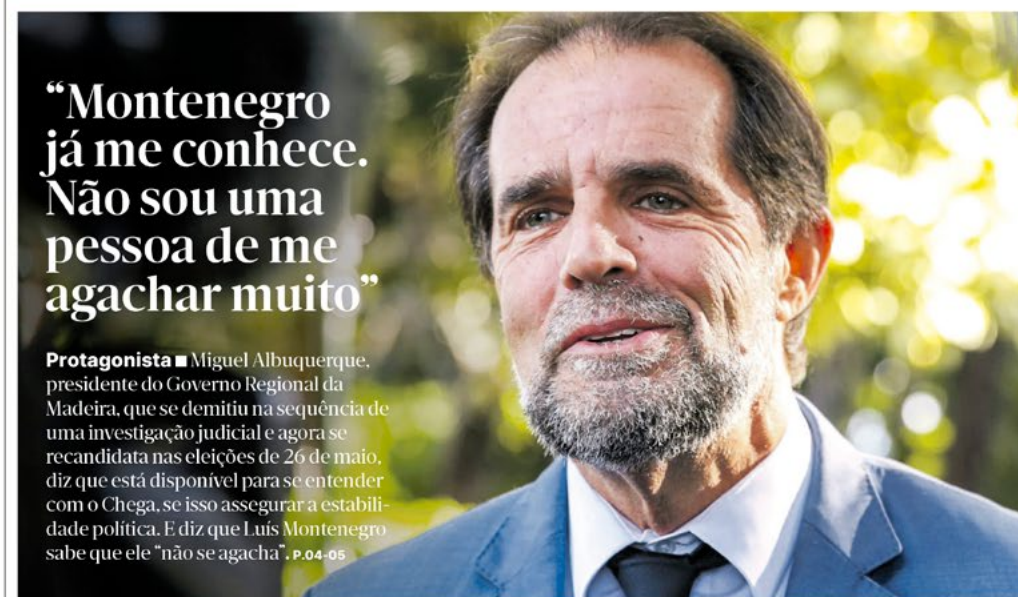 “Montenegro
já me conhece.
Não sou uma
pessoa de me
agachar muito”
Protagonista ■ Miguel Albuquerque,
presidente do Governo Regional da
Madeira, que se demitiu na sequência de
uma investigação judicial e agora se
recandidata nas eleições de 26 de maio,
diz que está disponível para se entender
com o Chega, se isso assegurar a estabili-
dade política. E diz que Luís Montenegro
sabe que ele “não se agacha”. P.04-05